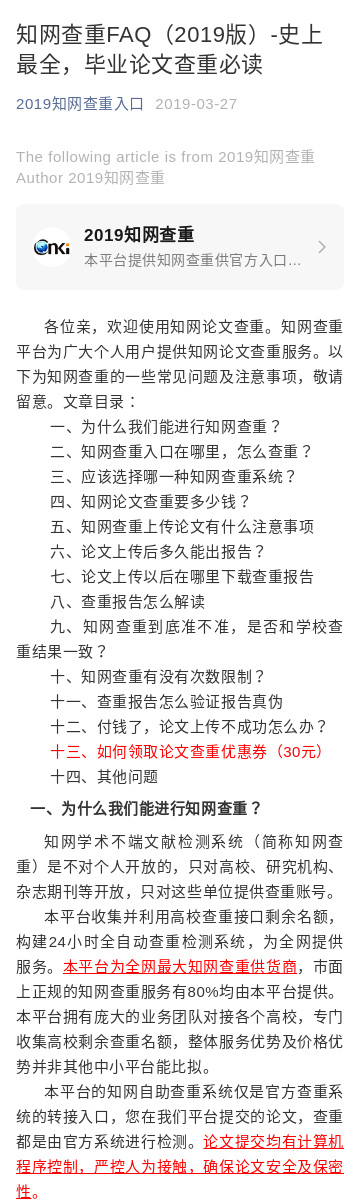 知网查重FAQ（2019版）-史上
最全，毕业论文查重必读
2019知网查重入口 2019-03-27
The following article is from 2019知网查重
Author 2019知网查重
CNKi
2019知网查重
本平台提供知网查重供官方入口...
各位亲，欢迎使用知网论文查重。知网查重
平台为广大个人用户提供知网论文查重服务。以
下为知网查重的一些常见问题及注意事项，敬请
留意。文章目录：
一、为什么我们能进行知网查重？
二、知网查重入口在哪里，怎么查重？
三、应该选择哪一种知网查重系统？
四、知网论文查重要多少钱？
五、知网查重上传论文有什么注意事项
六、论文上传后多久能出报告？
七、论文上传以后在哪里下载查重报告
八、查重报告怎么解读
九、知网查重到底准不准，是否和学校查
重结果一致？
十、知网查重有没有次数限制？
十一、查重报告怎么验证报告真伪
十二、付钱了，论文上传不成功怎么办？
十三、如何领取论文查重优惠券（30元）
十四、其他问题
一、为什么我们能进行知网查重？
知网学术不端文献检测系统（简称知网查
重）是不对个人开放的，只对高校、研究机构、
杂志期刊等开放，只对这些单位提供查重账号。
本平台收集并利用高校查重接口剩余名额，
构建24小时全自动查重检测系统，为全网提供
服务。本平台为全网最大知网查重供货商，市面
上正规的知网查重服务有80%均由本平台提供。
本平台拥有庞大的业务团队对接各个高校，专门
收集高校剩余查重名额，整体服务优势及价格优
势并非其他中小平台能比拟。
本平台的知网自助查重系统仅是官方查重系
统的转接入口，您在我们平台提交的论文，查重
都是由官方系统进行检测。论文提交均有计算机
程序控制，严控人为接触，确保论文安全及保密
性。